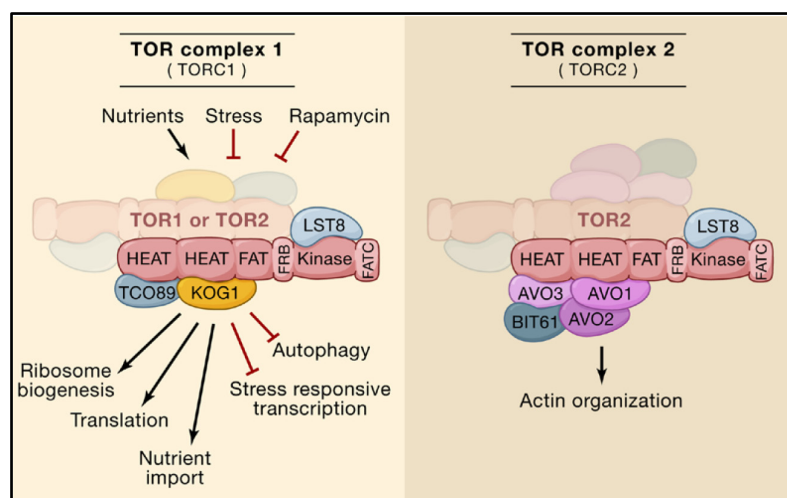 TOR complex 1
( TORC1 )
Nutrients Stress Rapamycin
TOR1 or TOR2
LST8
HEAT HEAT FAT FRB Kinase FATC
TCO89 KOG1
Autophagy
Ribosome
biogenesis
Stress responsive
transcription
Translation
Nutrient
import
TOR complex 2
( TORC2 )
TOR2
LST8
HEAT HEAT FAT FRB Kinase FATC
AVO3 AVO1
BIT61 AVO2
Actin organization